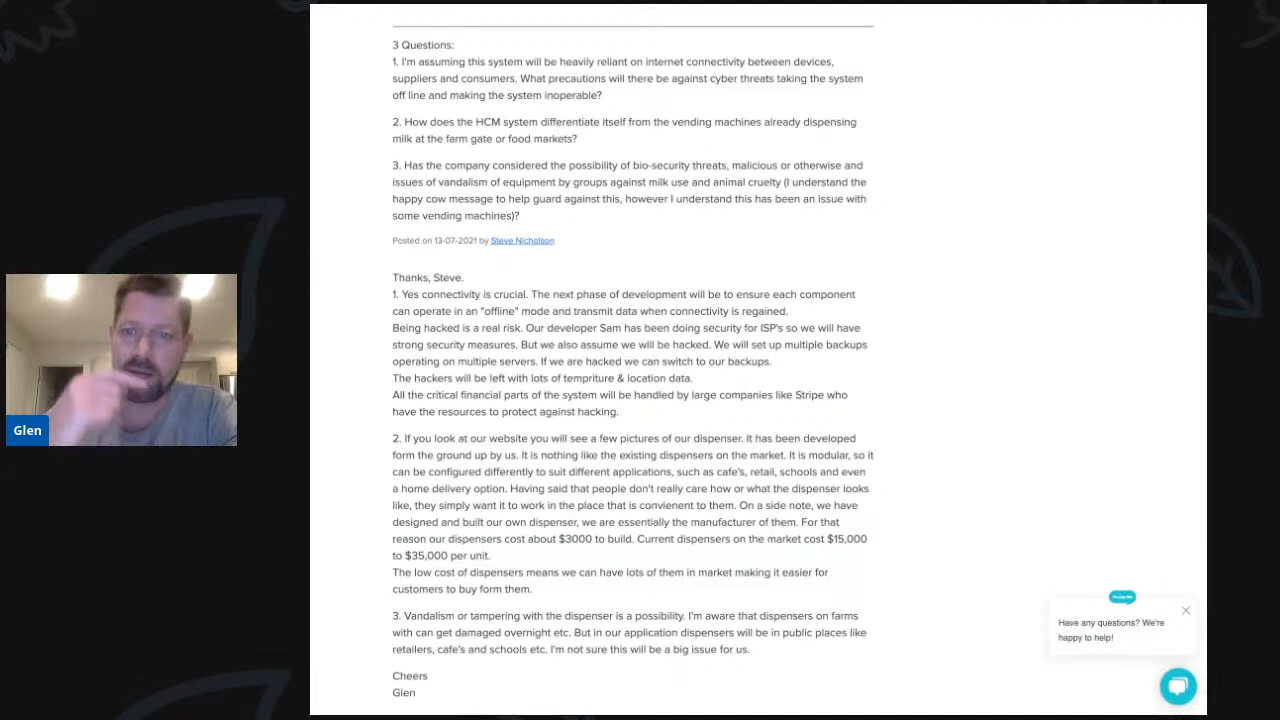 3 Questions:
1. I'm assuming this system will be heavily reliant on internet connectivity between devices,
suppliers and consumers. What precautions will there be against cyber threats taking the system
off line and making the system inoperable?
2. How does the HCM system differentiate itself from the vending machines already dispensing
milk at the farm gate or food markets?
3. Has the company considered the possibility of bio-security threats, malicious or otherwise and
issues of vandalism of equipment by groups against milk use and animal cruelty (I understand the
happy cow message to help guard against this, however I understand this has been an issue with
some vending machines)?
Posted on 13-07-2021 by Steve Nicholson
Thanks, Steve.
1. Yes connectivity is crucial. The next phase of development will be to ensure each component
can operate in an "offline" mode and transmit data when connectivity is regained.
Being hacked is a real risk. Our developer Sam has been doing security for ISP's so we will have
strong security measures. But we also assume we will be hacked. We will set up multiple backups
operating on multiple servers. If we are hacked we can switch to our backups.
The hackers will be left with lots of tempriture & location data.
All the critical financial parts of the system will be handled by large companies like Stripe who
have the resources to protect against hacking.
2. If you look at our website you will see a few pictures of our dispenser. It has been developed
form the ground up by us. It is nothing like the existing dispensers on the market. It is modular, so it
can be configured differently to suit different applications, such as cafe's, retail, schools and even
a home delivery option. Having said that people don't really care how or what the dispenser looks
like, they simply want it to work in the place that is convienent to them. On a side note, we have
designed and built our own dispenser, we are essentially the manufacturer of them. For that
reason our dispensers cost about $3000 to build. Current dispensers on the market cost $15,000
to $35,000 per unit.
The low cost of dispensers means we can have lots of them in market making it easier for
customers to buy form them.
3. Vandalism or tampering with the dispenser is a possibility. I'm aware that dispensers on farms
with can get damaged overnight etc. But in our application dispensers will be in public places like
retailers, cafe's and schools etc. I'm not sure this will be a big issue for us.
Cheers
Glen
Glen
Have any questions? We're
happy to help!